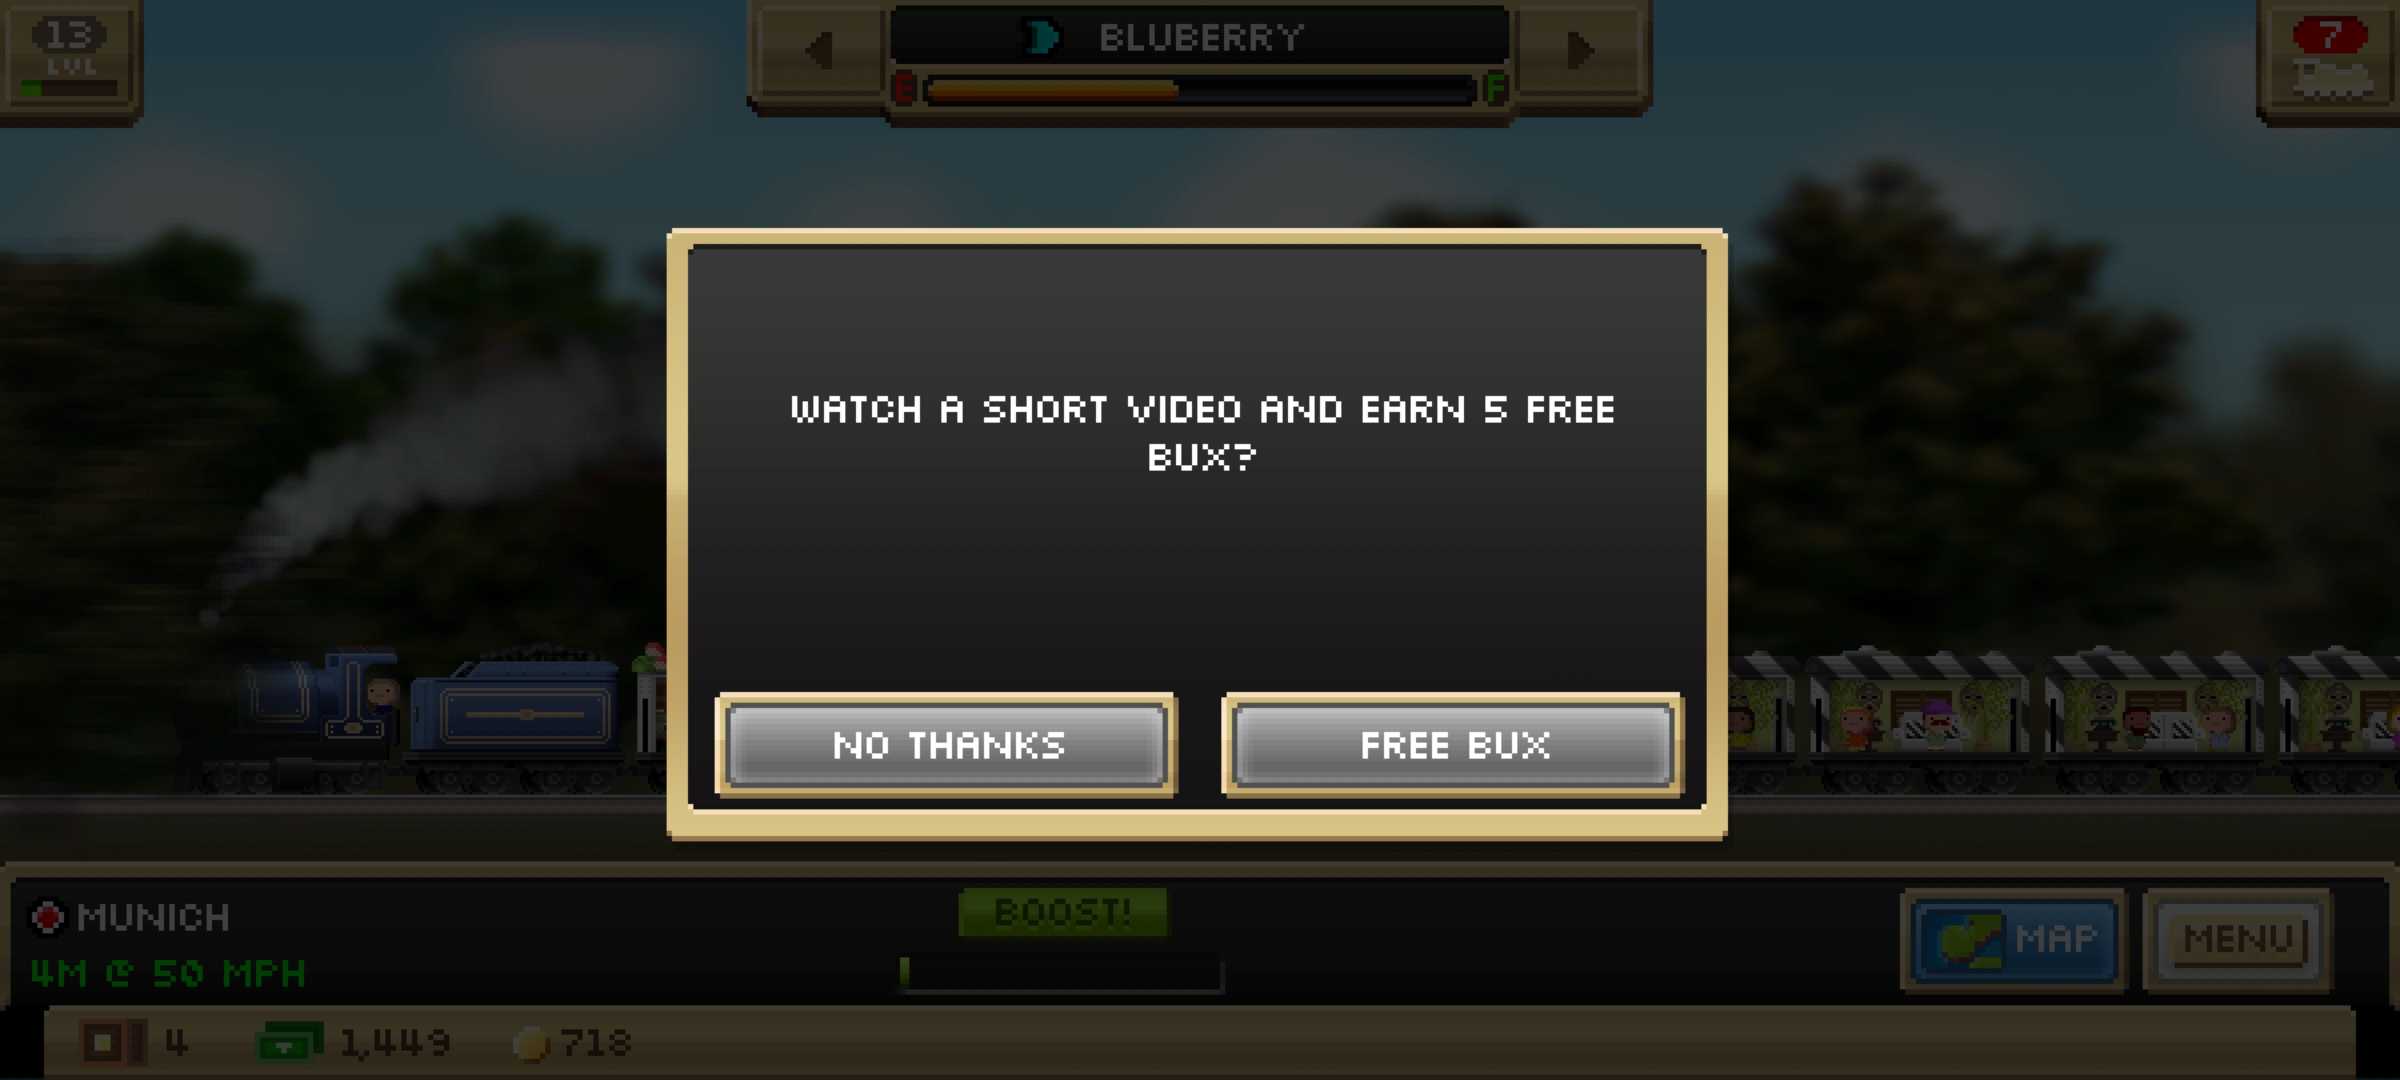 13
LVL
BLUBERRY
E F
7
WATCH A SHORT VIDEO AND EARN 5 FREE
BUX?
NO THANKS
FREE BUX
MUNICH
4M @ 50 MPH
BOOST!
MAP
MENU
4 1,449 718